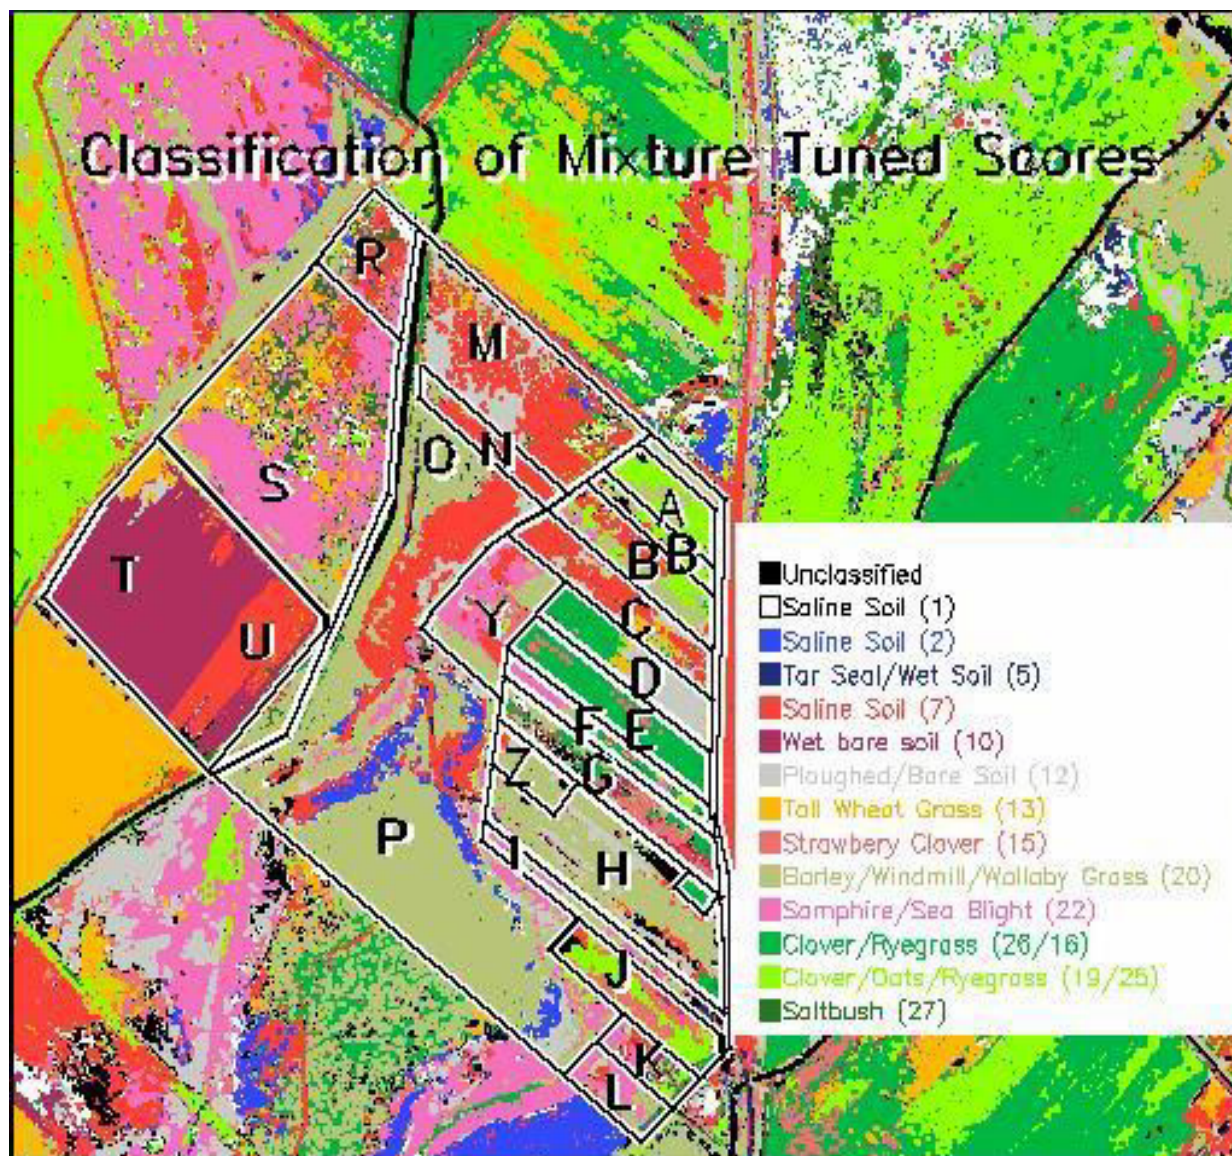 Classification of Mixture Tuned Scores
R
M
O
N
S
A
B
B
T
C
U
Y
D
E
F
Z
G
P
I
H
J
K
L
Unclassified
Saline Soil (1)
Saline Soil (2)
Tar Seal/Wet Soil (5)
Saline Soil (7)
Wet bare soil (10)
Ploughed/Bare Soil (12)
Tall Wheat Grass (13)
Strawbery Clover (15)
Barley/Windmill/Wallaby Grass (20)
Samphire/Sea Blight (22)
Clover/Ryegrass (26/16)
Clover/Oats/Ryegrass (19/25)
Saltbush (27)